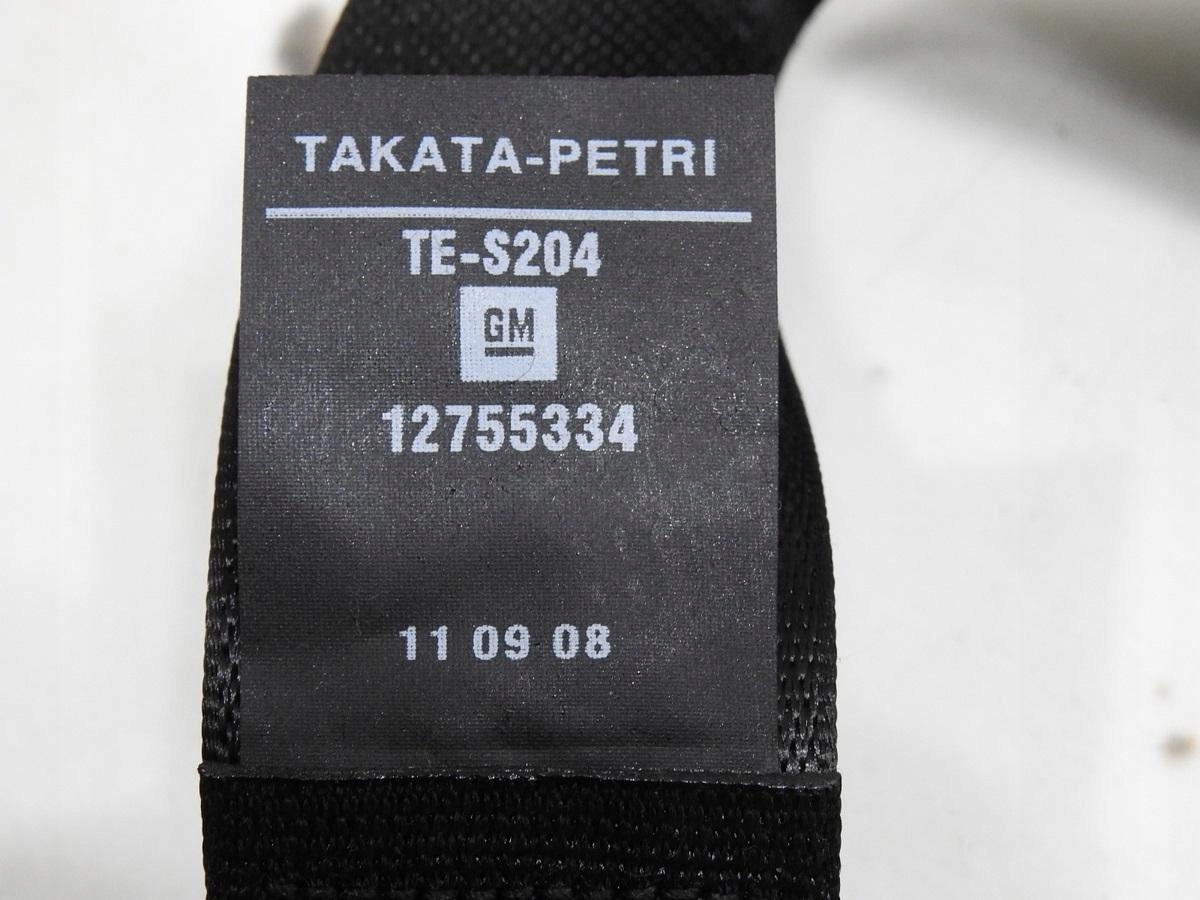 TAKATA-PETRI
TE-S204
GM
12755334
11 09 08